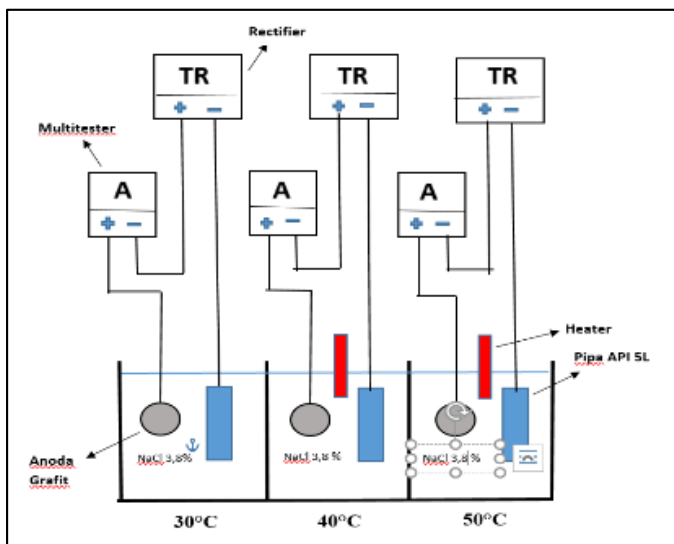 Rectifier
TR
+ −
TR
+ −
TR
+ −
Multitester
A
+ −
A
+ −
A
+ −
Heater
Pipa API 5L
Anoda
Grafit
NaCl 3,8%
NaCl 3,8 %
NaCl 3,8 %
30°C
40°C
50°C